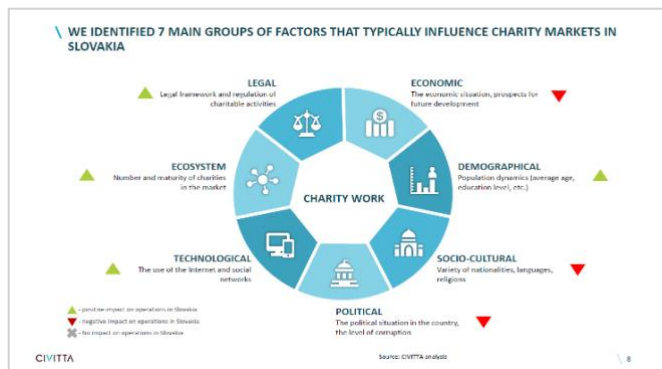 \ WE IDENTIFIED 7 MAIN GROUPS OF FACTORS THAT TYPICALLY INFLUENCE CHARITY MARKETS IN
SLOVAKIA
LEGAL
Legal framework and regulation of
charitable activities
ECONOMIC
The economic situation, prospects for
future development
ECOSYSTEM
Number and maturity of charities
in the market
DEMOGRAPHICAL
Population dynamics (average age,
education level, etc.)
CHARITY WORK
TECHNOLOGICAL
The use of the Internet and social
networks
SOCIO-CULTURAL
Variety of nationalities, languages,
religions
POLITICAL
The political situation in the country,
the level of corruption
- positive impact on operations in Slovakia
- negative impact on operations in Slovakia
- No impact on operations in Slovakia
CIVITTA
Source: CIVITTA analysis
\ 8